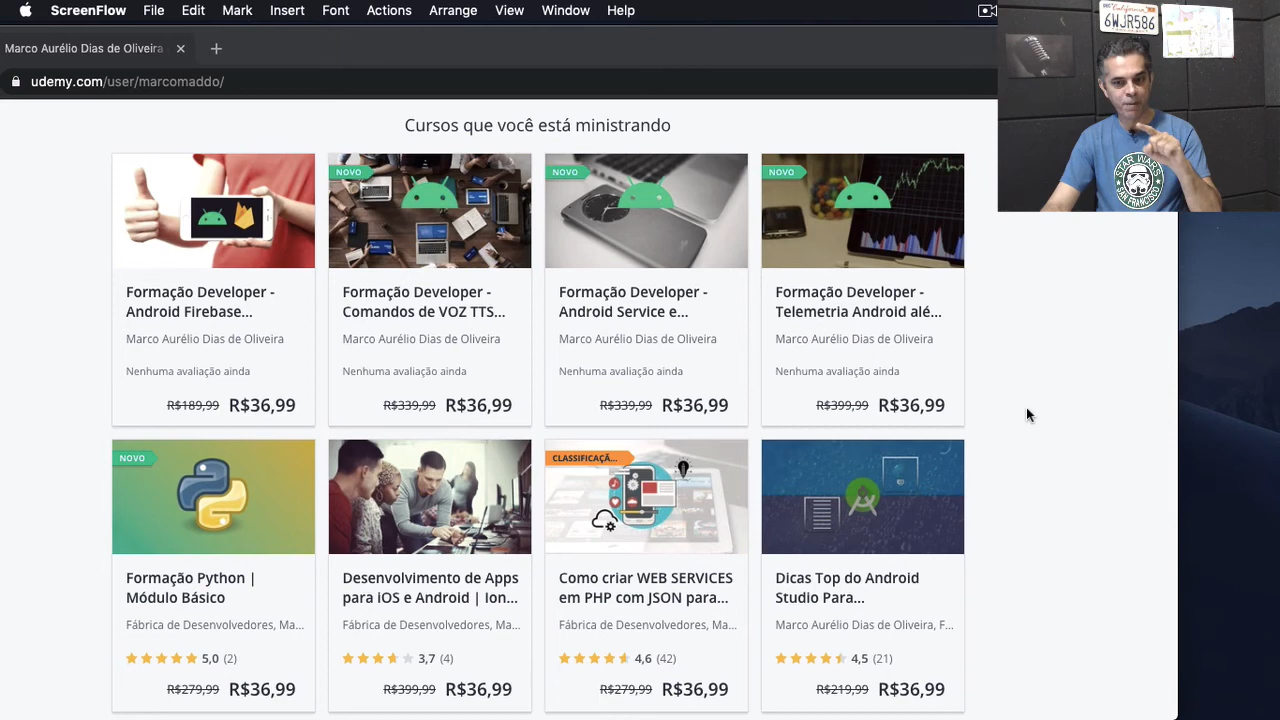 ScreenFlow File Edit Mark Insert Font Actions Arrange View Window Help
Marco Aurélio Dias de Oliveira
udemy.com/user/marcomaddo/
California
6WJR586
STAR WARS
SAN FRANCISCO
Cursos que você está ministrando
NOVO
NOVO
NOVO
Formação Developer -
Android Firebase...
Marco Aurélio Dias de Oliveira
Nenhuma avaliação ainda
R$189,99 R$36,99
Formação Developer -
Comandos de VOZ TTS...
Marco Aurélio Dias de Oliveira
Nenhuma avaliação ainda
R$339,99 R$36,99
Formação Developer -
Android Service e...
Marco Aurélio Dias de Oliveira
Nenhuma avaliação ainda
R$339,99 R$36,99
Formação Developer -
Telemetria Android alé...
Marco Aurélio Dias de Oliveira
Nenhuma avaliação ainda
R$399,99 R$36,99
NOVO
Formação Python |
Módulo Básico
Fábrica de Desenvolvedores, Ma...
5,0 (2)
R$279,99 R$36,99
Desenvolvimento de Apps
para iOS e Android | Ion...
Fábrica de Desenvolvedores, Ma...
3,7 (4)
R$399,99 R$36,99
CLASSIFICAÇÃ...
Como criar WEB SERVICES
em PHP com JSON para...
Fábrica de Desenvolvedores, Ma...
4,6 (42)
R$279,99 R$36,99
Dicas Top do Android
Studio Para...
Marco Aurélio Dias de Oliveira, F...
4,5 (21)
R$219,99 R$36,99